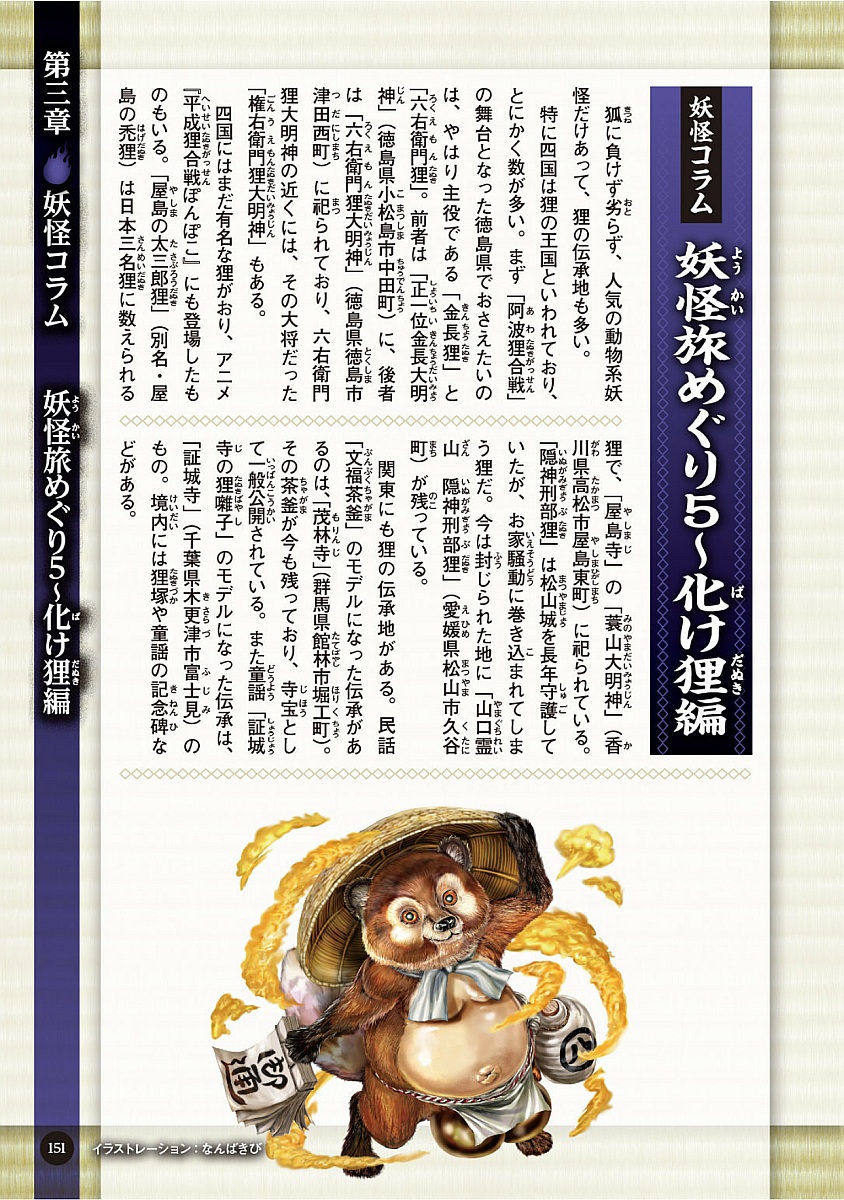 妖怪コラム
妖怪旅めぐり5~化け狸編
狐に負けず劣らず、人気の動物系妖
怪だけあって、狸の伝承地も多い。
特に四国は狸の王国といわれており、
とにかく数が多い。まず「阿波狸合戦」
の舞台となった徳島県でおさえたいの
は、やはり主役である「金長狸」と
「六右衛門狸」。前者は「正一位金長大明
神」(徳島県小松島市中田町)に、後者
は「六右衛門狸大明神」(徳島県徳島市
津田西町)に祀られており、六右衛門
狸大明神の近くには、その大将だった
「権右衛門狸大明神」もある。
四国にはまだ有名な狸がおり、アニメ
『平成狸合戦ぽんぽこ』にも登場したも
のもいる。「屋島の太三郎狸」(別名・屋
島の禿狸)は日本三名狸に数えられる
狸で、「屋島寺」の「蓑山大明神」(香
川県高松市屋島東町)に祀られている。
「隠神刑部狸」は松山城を長年守護して
いたが、お家騒動に巻き込まれてしま
う狸だ。今は封じられた地に「山口霊
山 隠神刑部狸」(愛媛県松山市久谷
町)が残っている。
関東にも狸の伝承地がある。民話
「文福茶釜」のモデルになった伝承があ
るのは、「茂林寺」(群馬県館林市堀工町)。
その茶釜が今も残っており、寺宝とし
て一般公開されている。また童謡「証城
寺の狸囃子」のモデルになった伝承は、
「証城寺」(千葉県木更津市富士見)の
もの。境内には狸塚や童謡の記念碑な
どがある。
御通
公
第三章 妖怪コラム 妖怪旅めぐり5~化け狸編
151 イラストレーション:なんばきび